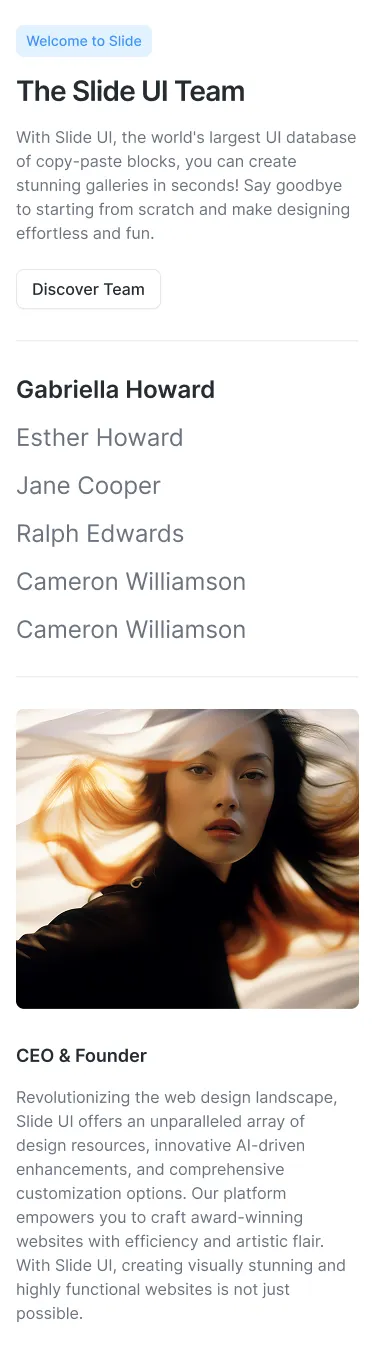 Welcome to Slide
The Slide UI Team
With Slide UI, the world's largest UI database
of copy-paste blocks, you can create
stunning galleries in seconds! Say goodbye
to starting from scratch and make designing
effortless and fun.
Discover Team
Gabriella Howard
Esther Howard
Jane Cooper
Ralph Edwards
Cameron Williamson
Cameron Williamson
CEO & Founder
Revolutionizing the web design landscape,
Slide UI offers an unparalleled array of
design resources, innovative AI-driven
enhancements, and comprehensive
customization options. Our platform
empowers you to craft award-winning
websites with efficiency and artistic flair.
With Slide UI, creating visually stunning and
highly functional websites is not just
possible.